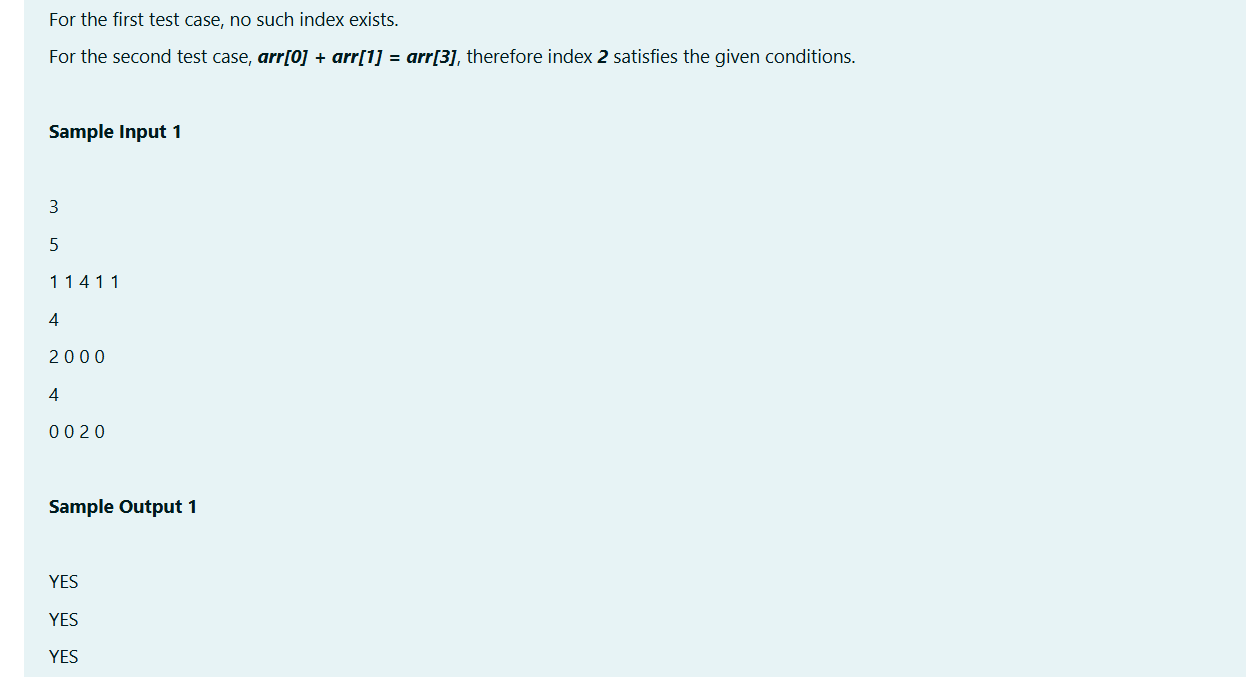 For the first test case, no such index exists.
For the second test case, arr[0] + arr[1] = arr[3], therefore index 2 satisfies the given conditions.
Sample Input 1
3
5
1 1 4 1 1
4
2 0 0 0
4
0 0 2 0
Sample Output 1
YES
YES
YES